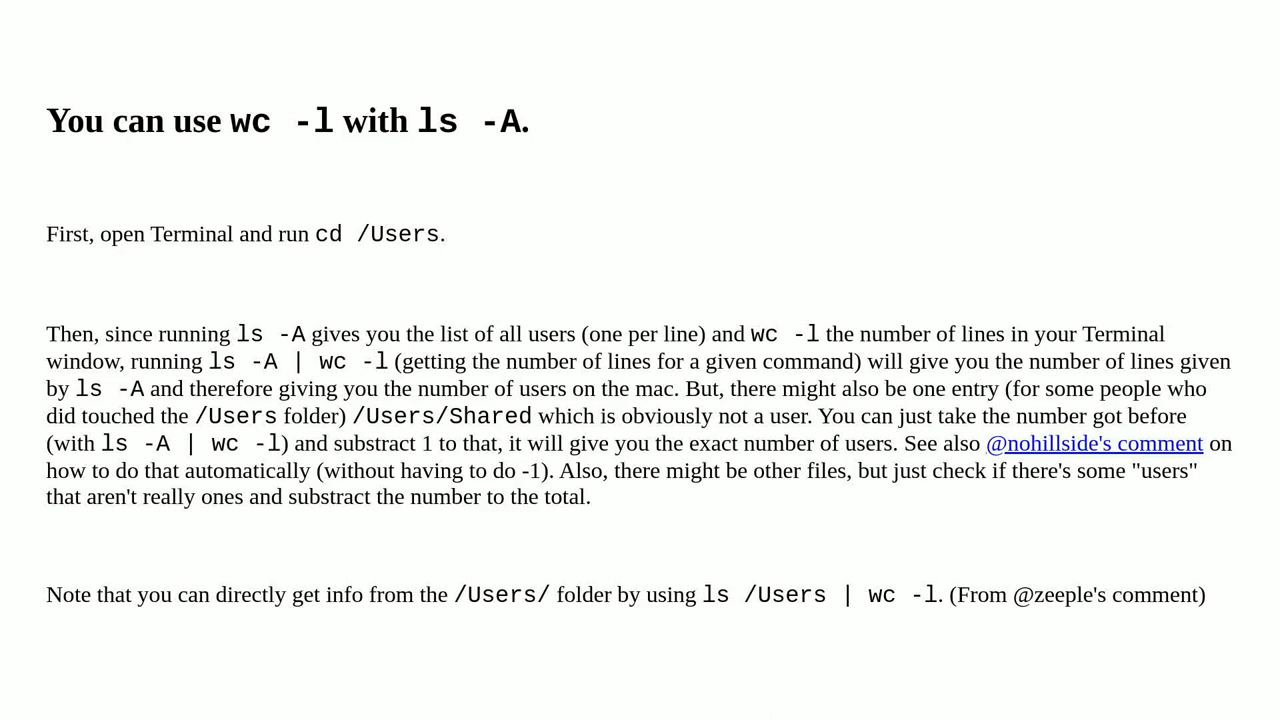 You can use wc -l with ls -A.
First, open Terminal and run cd /Users.
Then, since running ls -A gives you the list of all users (one per line) and wc -l the number of lines in your Terminal
window, running ls -A | wc -l (getting the number of lines for a given command) will give you the number of lines given
by ls -A and therefore giving you the number of users on the mac. But, there might also be one entry (for some people who
did touched the /Users folder) /Users/Shared which is obviously not a user. You can just take the number got before
(with ls -A | wc -l) and substract 1 to that, it will give you the exact number of users. See also @nohillside's comment on
how to do that automatically (without having to do -1). Also, there might be other files, but just check if there's some "users"
that aren't really ones and substract the number to the total.
Note that you can directly get info from the /Users/ folder by using ls /Users | wc -l. (From @zeeple's comment)